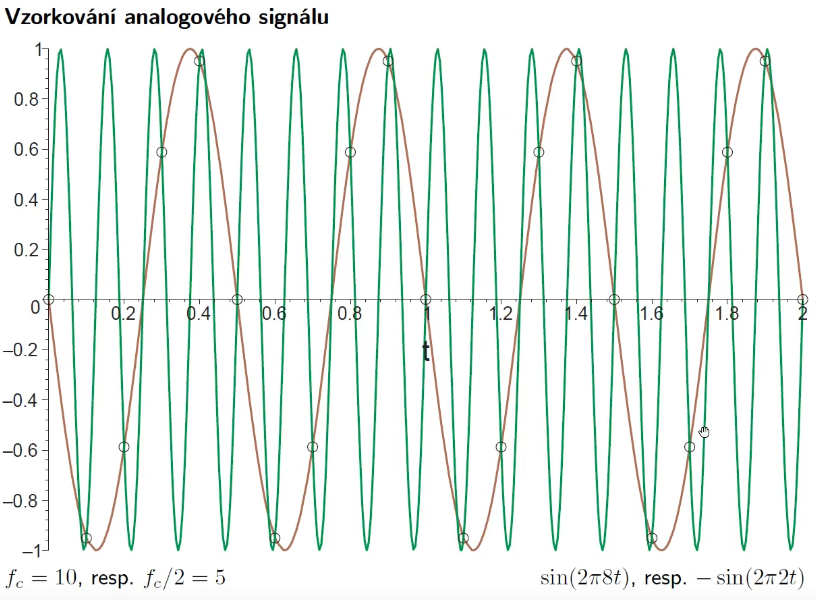 Vzorkování analogového signálu
1
0.8
0.6
0.4
0.2
0
0.2 0.4 0.6 0.8 1 1.2 1.4 1.6 1.8 2
−0.2
t
−0.4
−0.6
−0.8
−1
f_c = 10, resp. f_c/2 = 5
sin(2π8t), resp. − sin(2π2t)